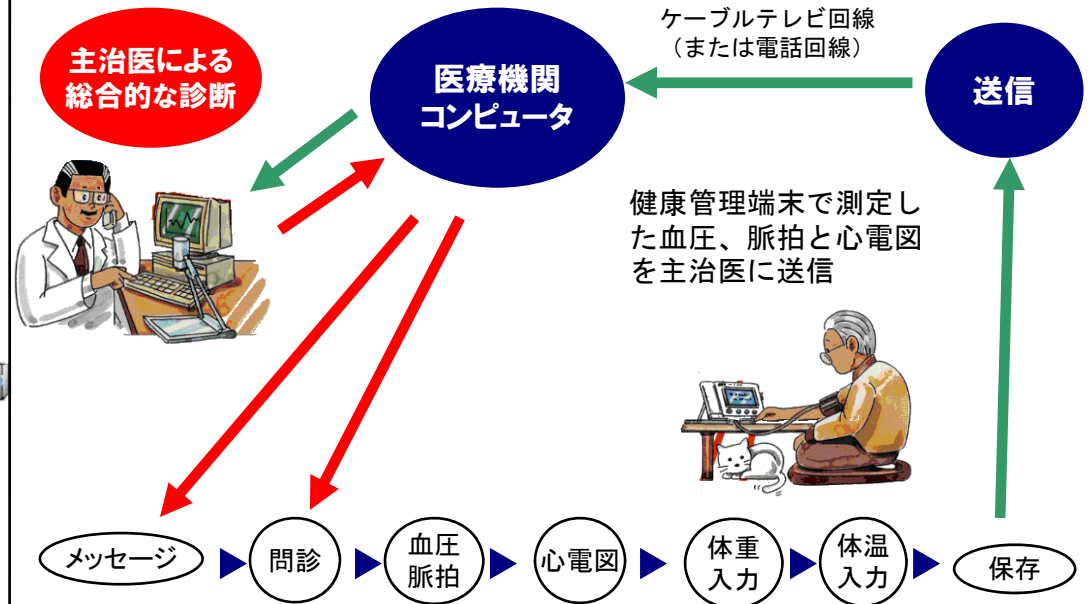 主治医による
総合的な診断
医療機関
コンピュータ
ケーブルテレビ回線
（または電話回線）
送信
健康管理端末で測定し
た血圧、脈拍と心電図
を主治医に送信
メッセージ
問診
血圧
脈拍
心電図
体重
入力
体温
入力
保存